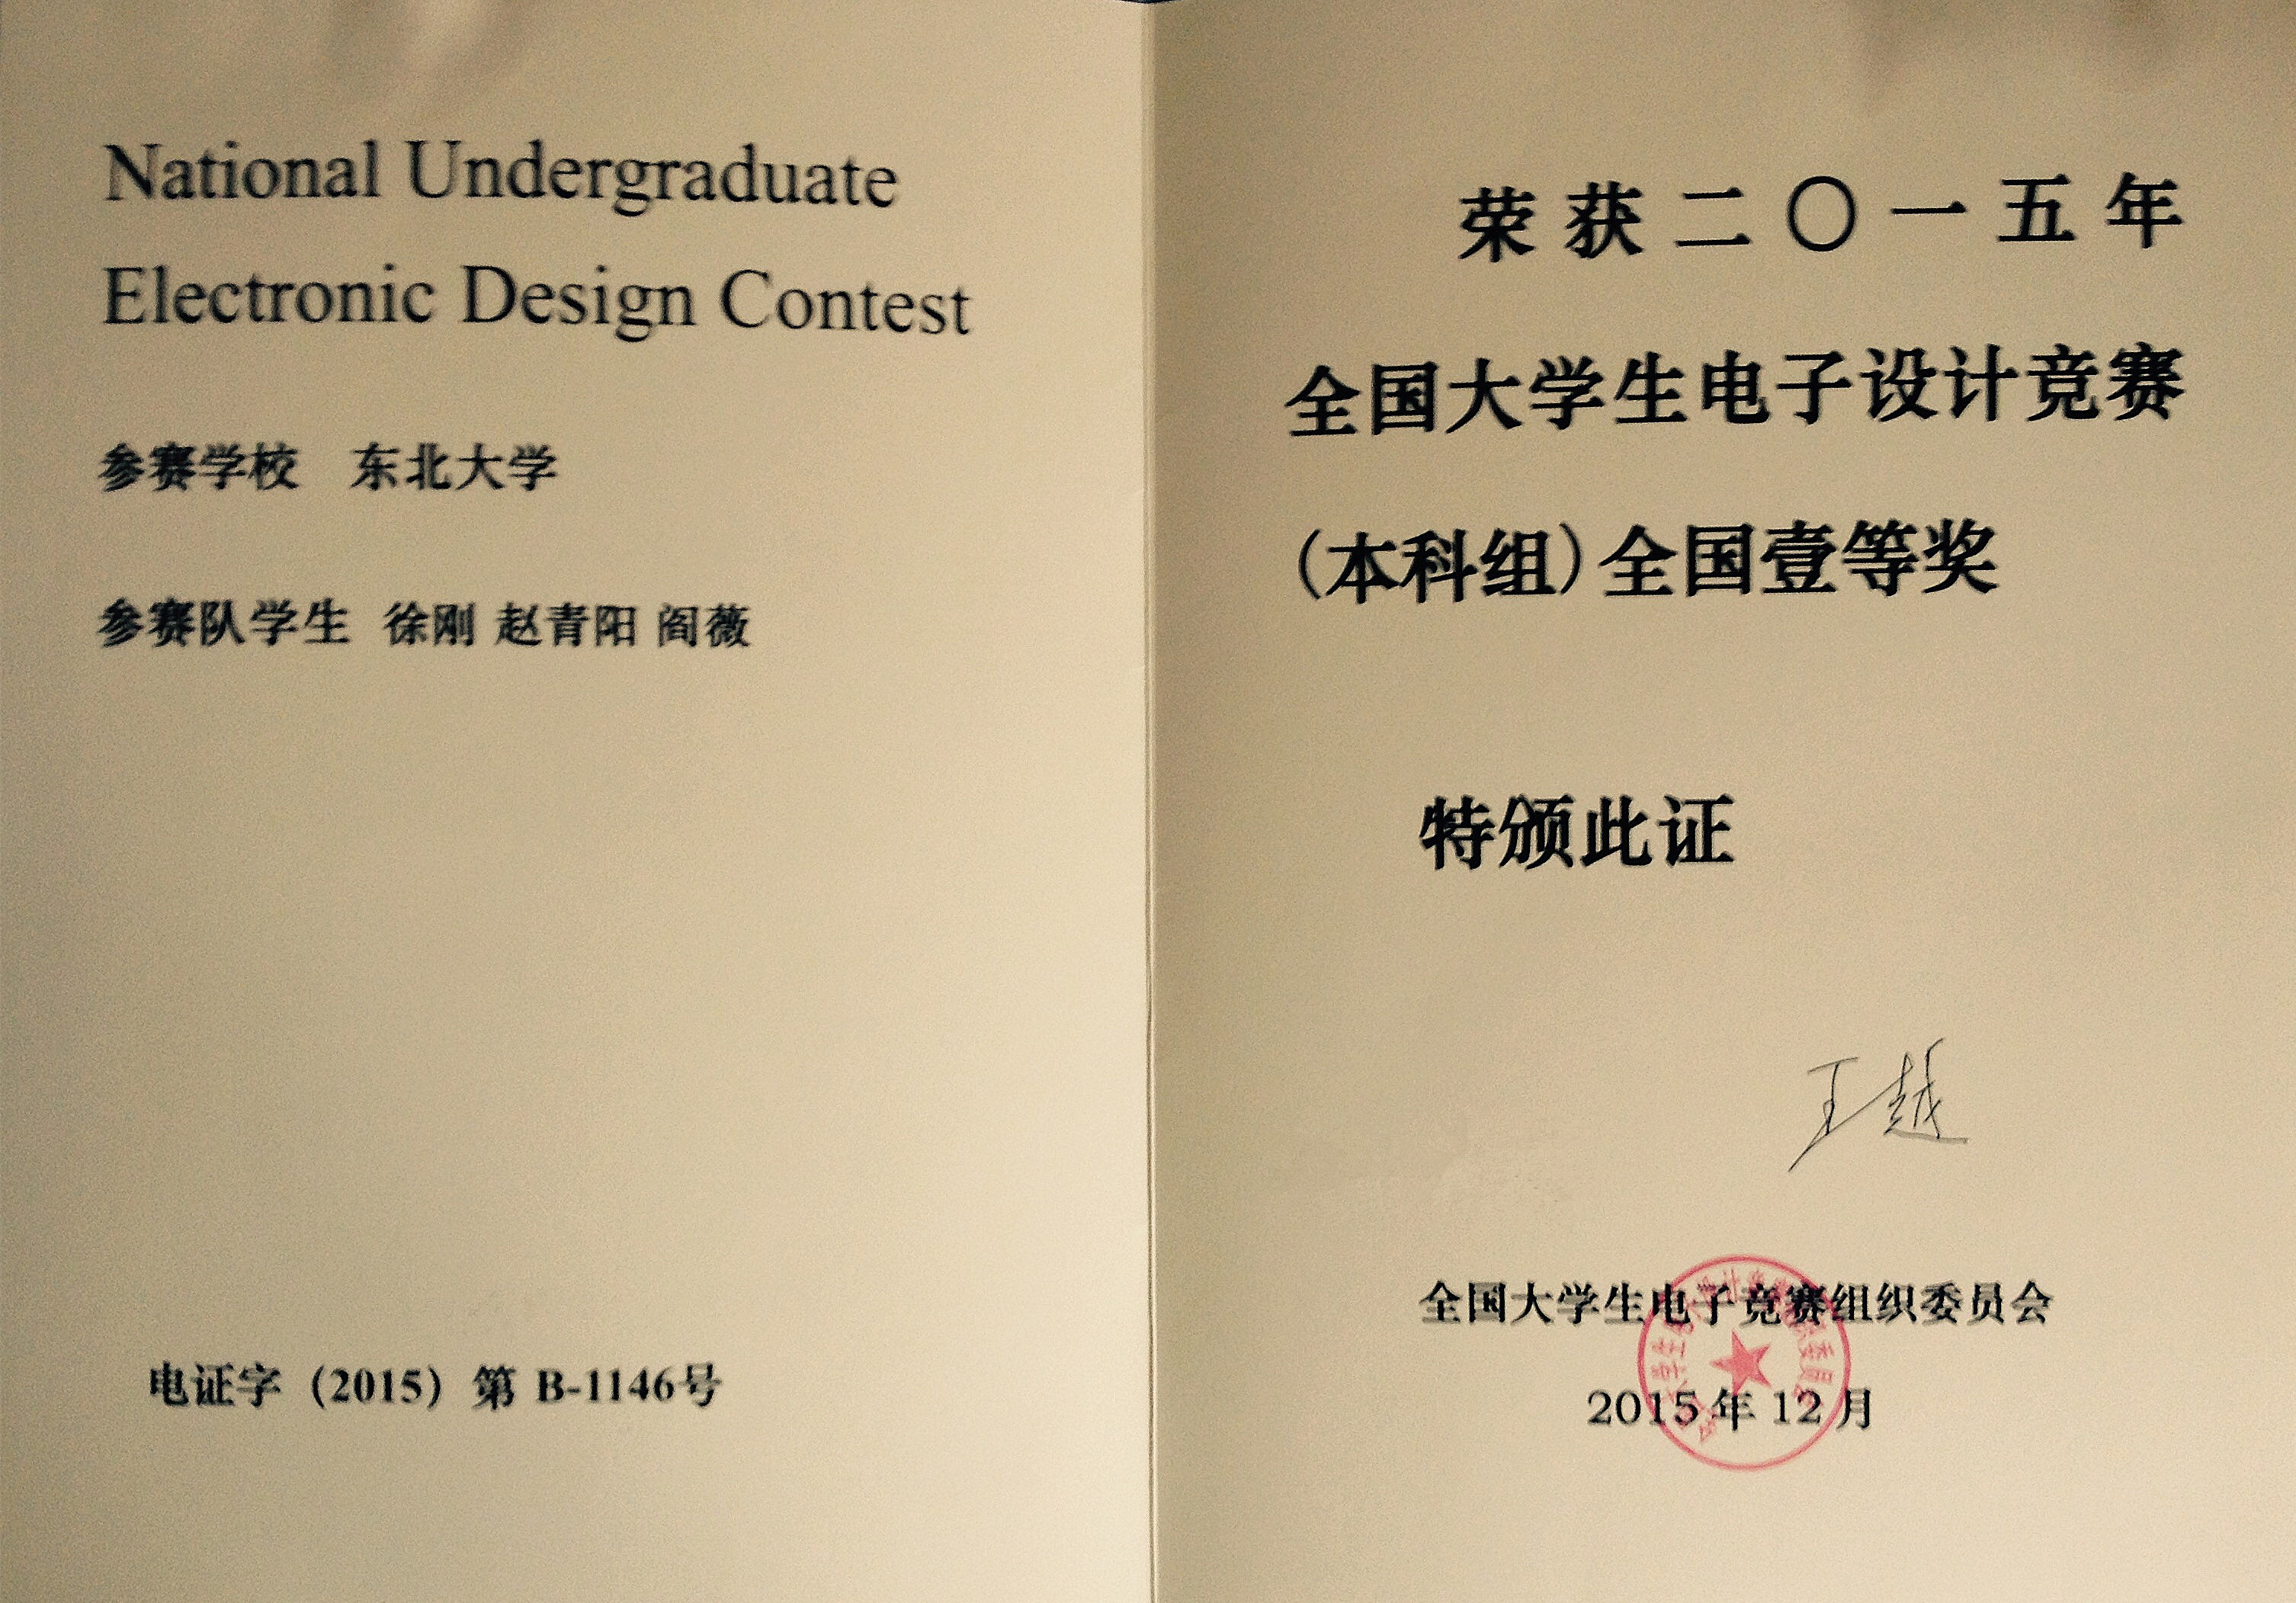 National Undergraduate
Electronic Design Contest
参赛学校 东北大学
参赛队学生 徐刚 赵青阳 阎薇
电证字（2015）第 B-1146号
荣获二〇一五年
全国大学生电子设计竞赛
(本科组)全国壹等奖
特颁此证
王越
全国大学生电子竞赛组织委员会
2015年12月